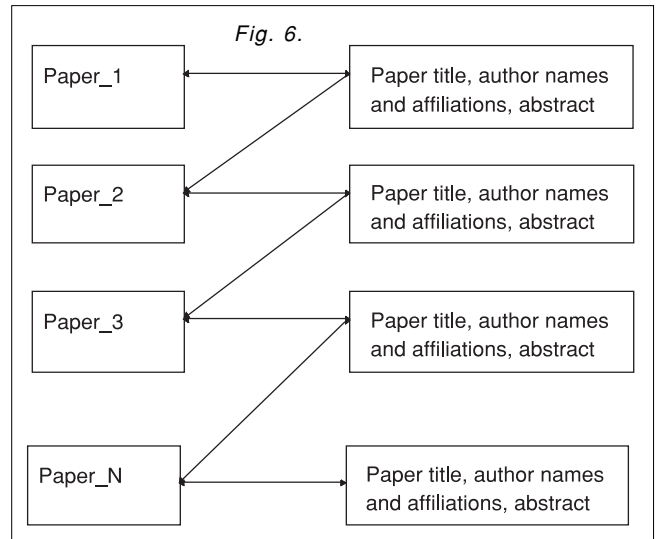 Fig. 6.
Paper_1
Paper title, author names
and affiliations, abstract
Paper_2
Paper title, author names
and affiliations, abstract
Paper_3
Paper title, author names
and affiliations, abstract
Paper_N
Paper title, author names
and affiliations, abstract